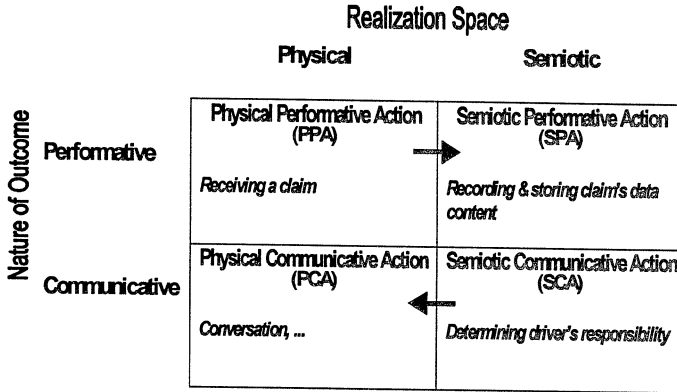 Realization Space
Physical
Semiotic
Nature of Outcome
Performative
Physical Performative Action
(PPA)
Receiving a claim
Semiotic Performative Action
(SPA)
Recording & storing claim's data
content
Communicative
Physical Communicative Action
(PCA)
Conversation, ...
Semiotic Communicative Action
(SCA)
Determining driver's responsibility